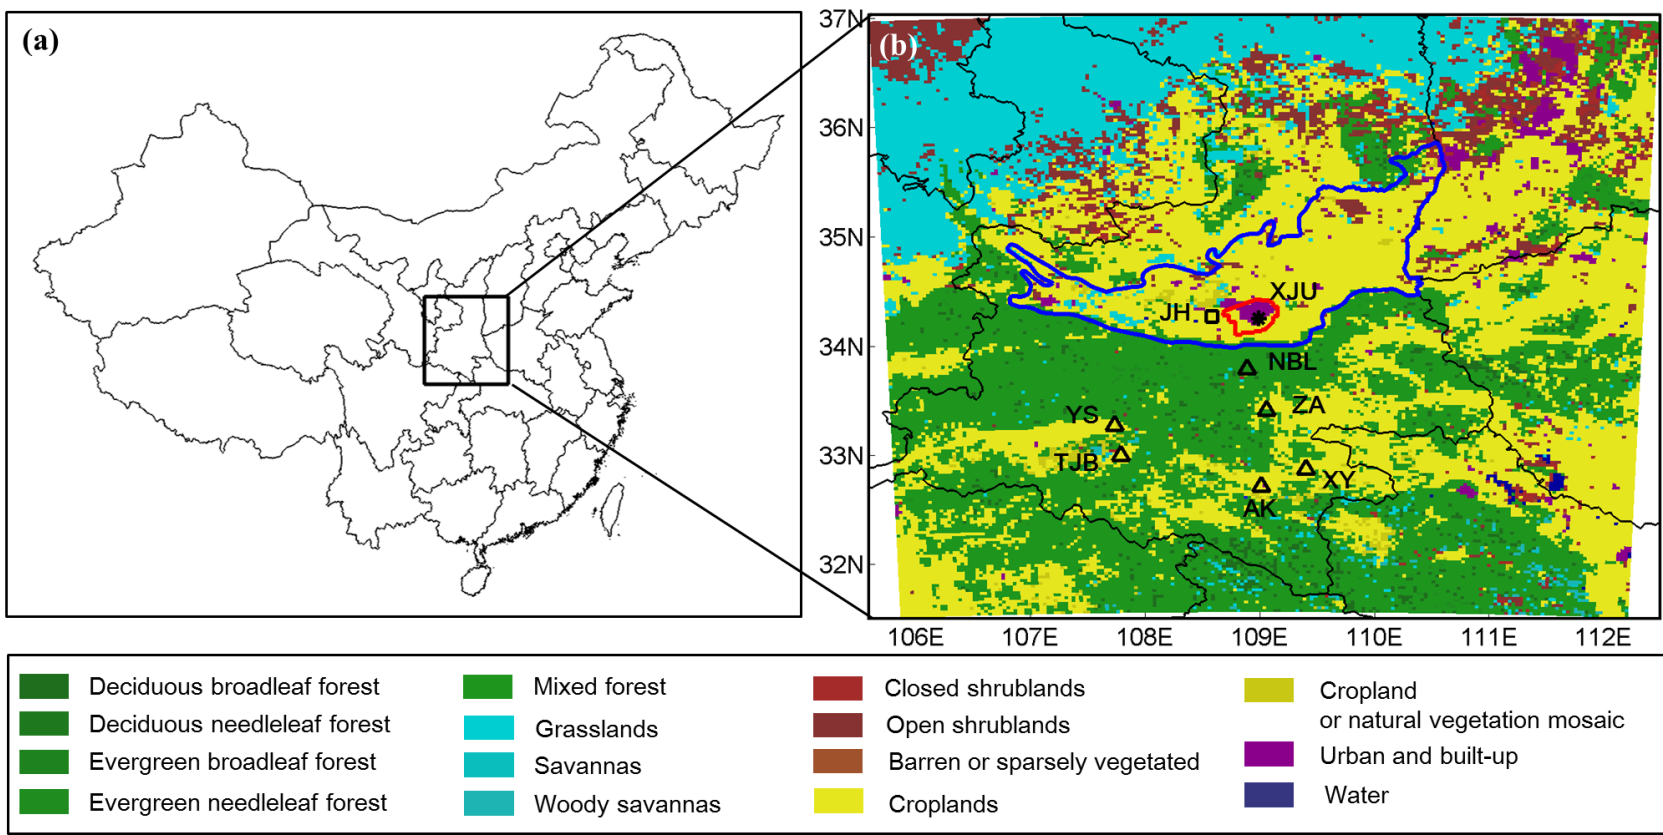 (a)
(b)
37N
36N
35N
34N
33N
32N
XJU
JH
NBL
YS
ZA
TJB
XY
AK
106E 107E 108E 109E 110E 111E 112E
Deciduous broadleaf forest
Deciduous needleleaf forest
Evergreen broadleaf forest
Evergreen needleleaf forest
Mixed forest
Grasslands
Savannas
Woody savannas
Closed shrublands
Open shrublands
Barren or sparsely vegetated
Croplands
Cropland
or natural vegetation mosaic
Urban and built-up
Water